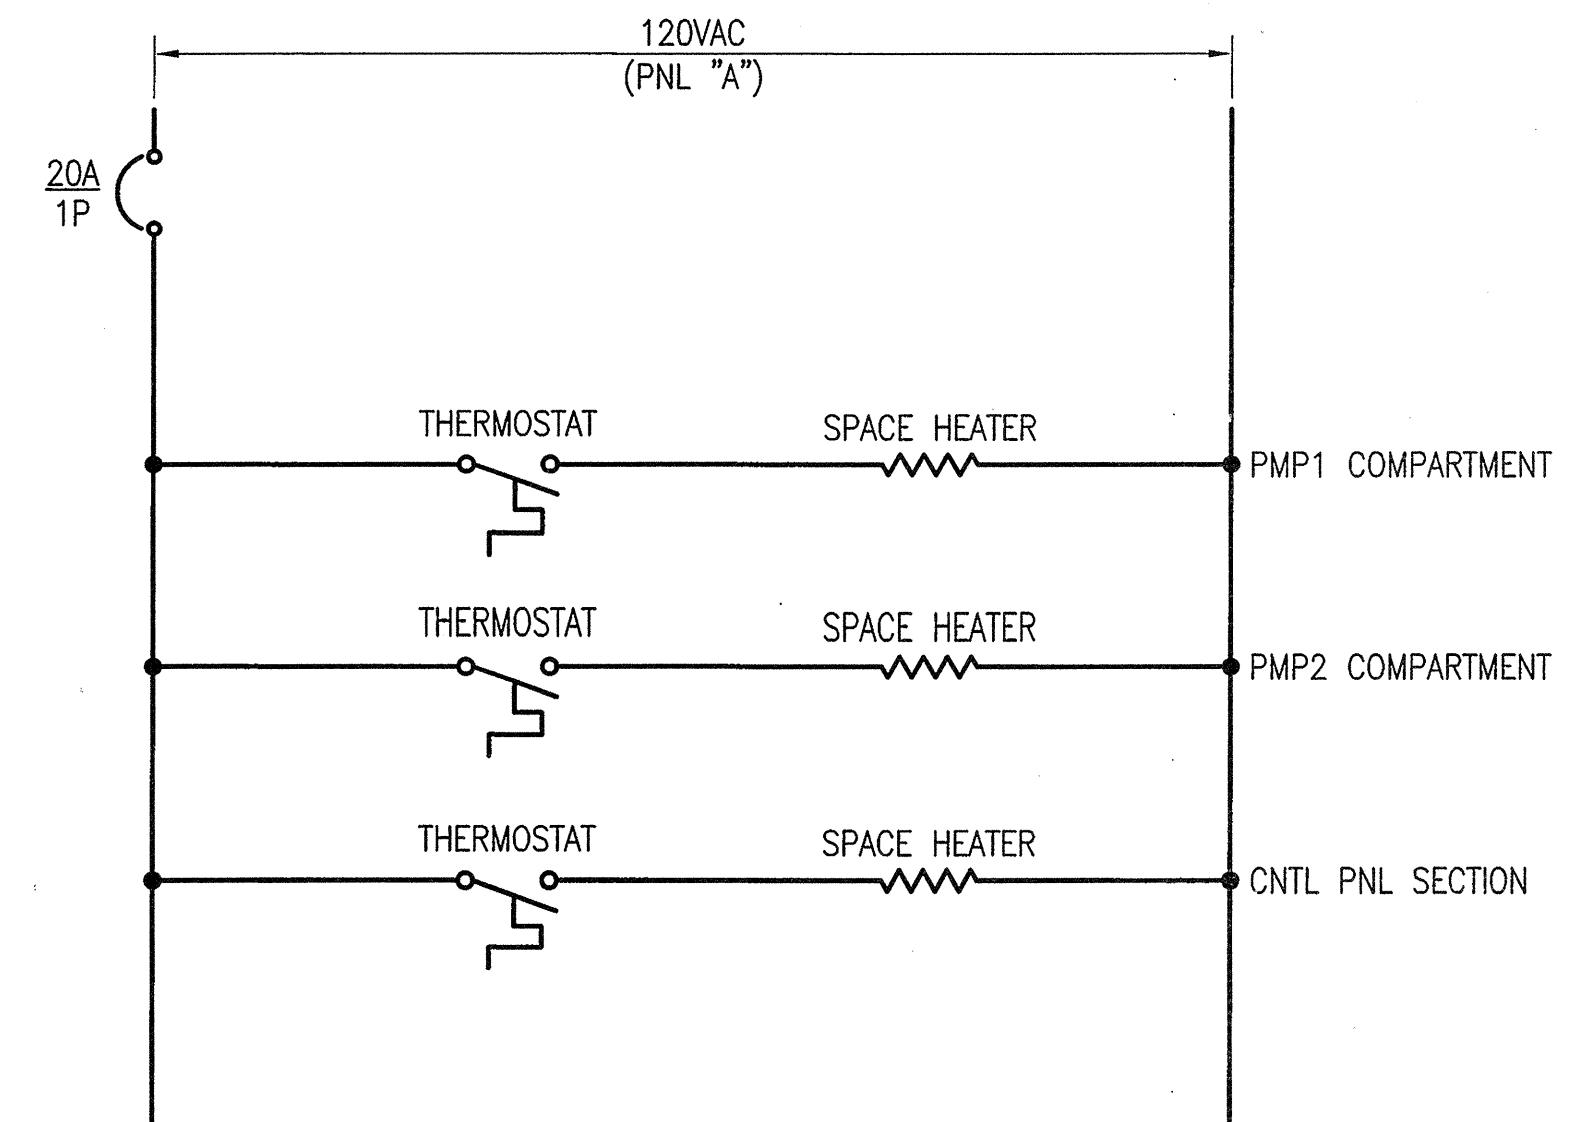 120VAC
(PNL "A")
20A
1P
THERMOSTAT
SPACE HEATER
PMP1 COMPARTMENT
THERMOSTAT
SPACE HEATER
PMP2 COMPARTMENT
THERMOSTAT
SPACE HEATER
CNTL PNL SECTION